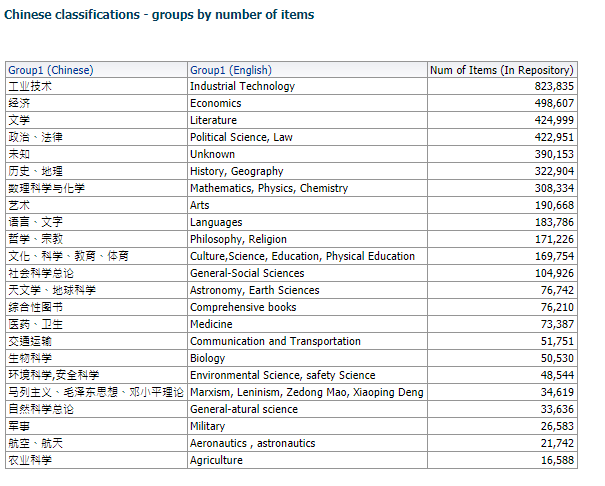 Chinese classifications - groups by number of items
Group1 (Chinese) Group1 (English) Num of Items (In Repository)
工业技术 Industrial Technology 823,835
经济 Economics 498,607
文学 Literature 424,999
政治、法律 Political Science, Law 422,951
未知 Unknown 390,153
历史、地理 History, Geography 322,904
数理科学与化学 Mathematics, Physics, Chemistry 308,334
艺术 Arts 190,668
语言、文字 Languages 183,786
哲学、宗教 Philosophy, Religion 171,226
文化、科学、教育、体育 Culture,Science, Education, Physical Education 169,754
社会科学总论 General-Social Sciences 104,926
天文学、地球科学 Astronomy, Earth Sciences 76,742
综合性图书 Comprehensive books 76,210
医药、卫生 Medicine 73,387
交通运输 Communication and Transportation 51,751
生物科学 Biology 50,530
环境科学,安全科学 Environmental Science, safety Science 48,544
马列主义、毛泽东思想、邓小平理论 Marxism, Leninism, Zedong Mao, Xiaoping Deng 34,619
自然科学总论 General-atural science 33,636
军事 Military 26,583
航空、航天 Aeronautics , astronautics 21,742
农业科学 Agriculture 16,588